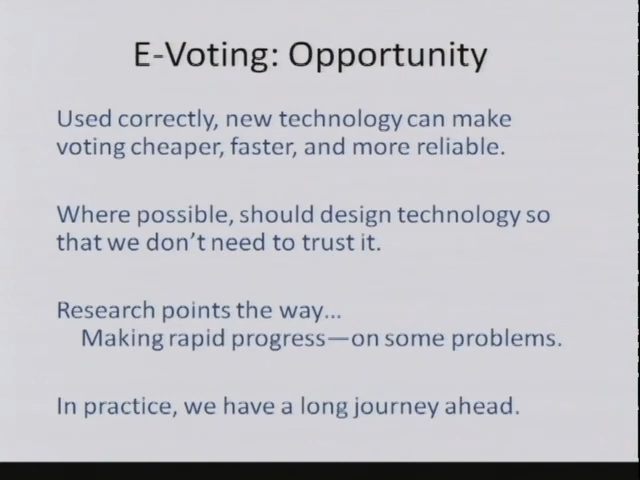 E-Voting: Opportunity
Used correctly, new technology can make
voting cheaper, faster, and more reliable.
Where possible, should design technology so
that we don't need to trust it.
Research points the way...
Making rapid progress—on some problems.
In practice, we have a long journey ahead.